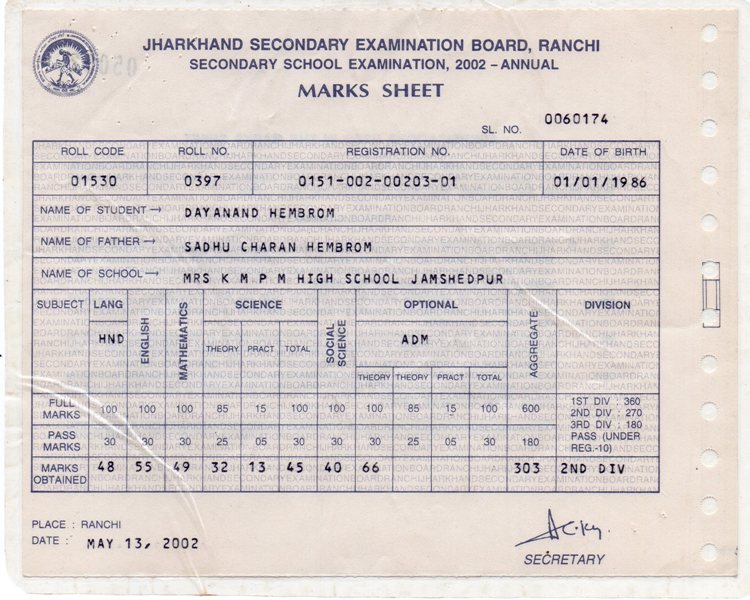 JHARKHAND SECONDARY EXAMINATION BOARD, RANCHI
SECONDARY SCHOOL EXAMINATION, 2002 – ANNUAL
MARKS SHEET
SL. NO. 0060174
ROLL CODE ROLL NO. REGISTRATION NO. DATE OF BIRTH
01530 0397 0151-002-00203-01 01/01/1986
NAME OF STUDENT→ DAYANAND HEMBROM
NAME OF FATHER→ SADHU CHARAN HEMBROM
NAME OF SCHOOL→ MRS K M P M HIGH SCHOOL JAMSHEDPUR
SUBJECT LANG ENGLISH MATHEMATICS SCIENCE SOCIAL SCIENCE OPTIONAL AGGREGATE DIVISION
HND ADM
THEORY PRACT TOTAL
THEORY THEORY PRACT TOTAL
FULL MARKS 100 100 100 85 15 100 100 100 85 15 100 600
1ST DIV : 360
2ND DIV : 270
3RD DIV : 180
PASS (UNDER
REG.-10)
PASS MARKS 30 30 30 25 05 30 30 30 25 05 30 180
MARKS OBTAINED 48 55 49 32 13 45 40 66 303 2ND DIV
PLACE : RANCHI
DATE : MAY 13, 2002
SECRETARY